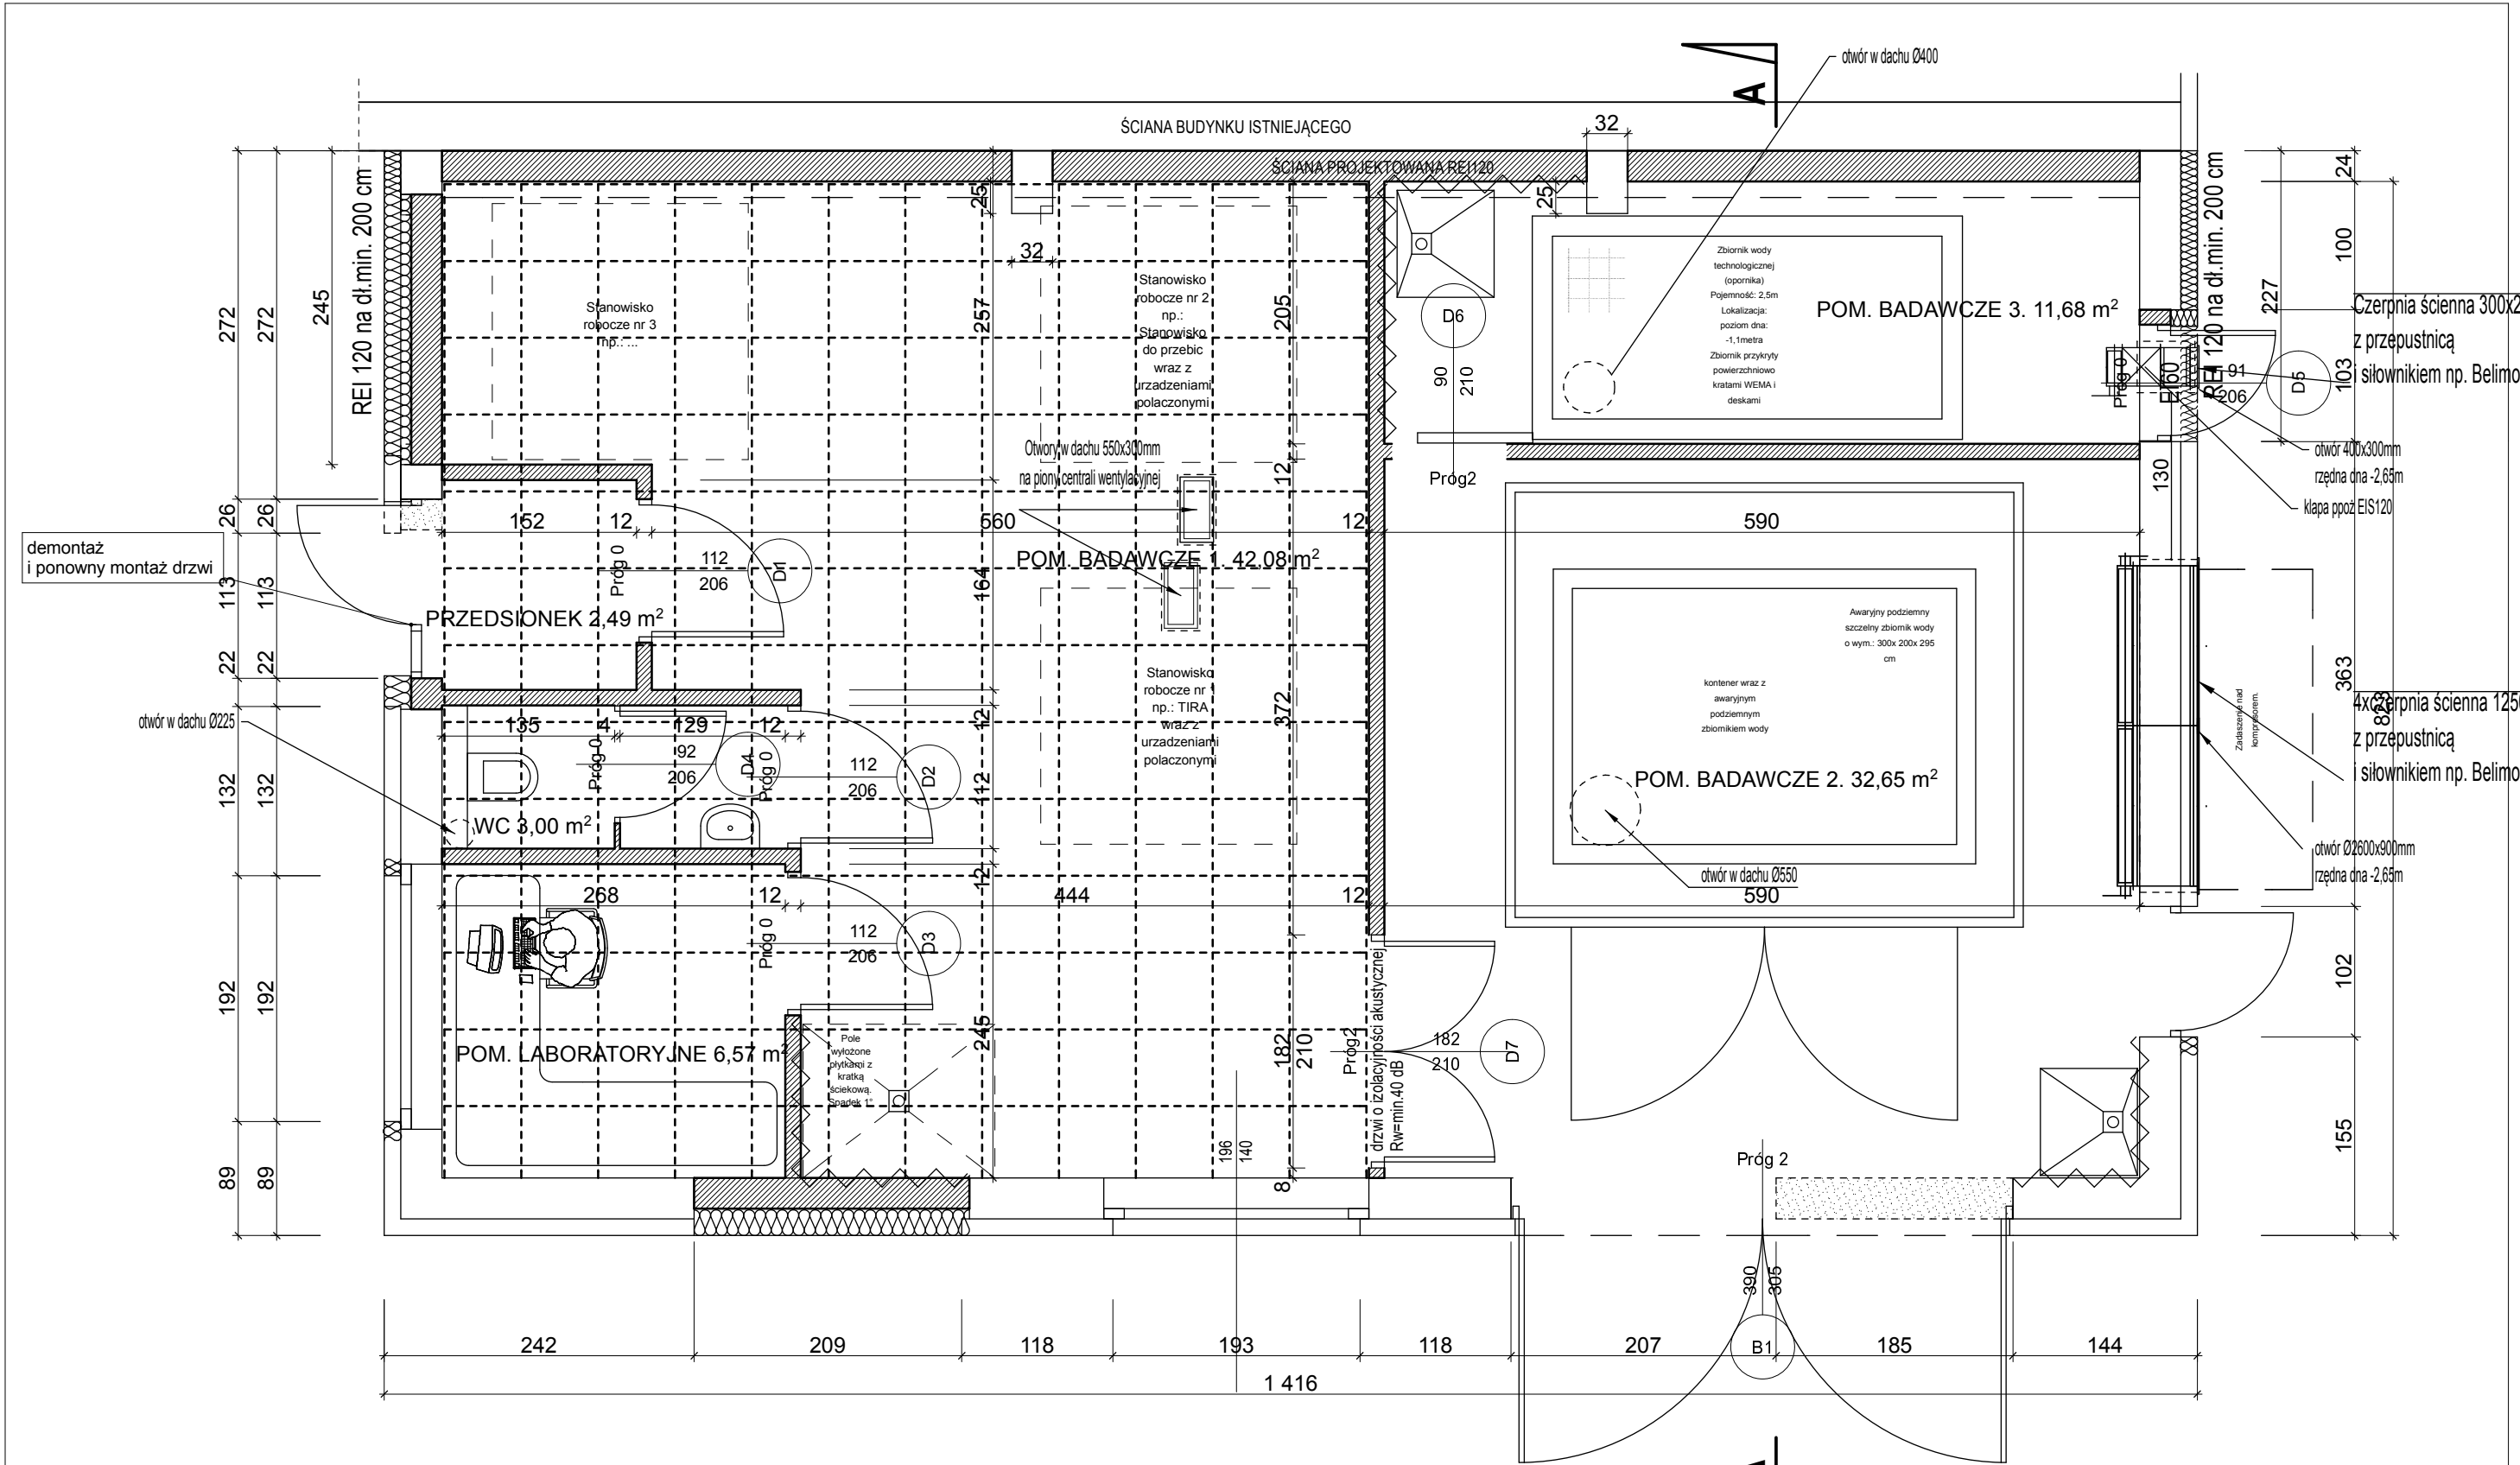 otwór w dachu Ø400
A
ŚCIANA BUDYNKU ISTNIEJĄCEGO
32
ŚCIANA PROJEKTOWANA REI120
24
REI 120 na dł.min. 200 cm
REI 120 na dł.min. 200 cm
25
25
32
272
272
245
257
205
227
100
Stanowisko
robocze nr 3
np.: ...
Stanowisko
robocze nr 2
np.:
Stanowisko
do przebic
wraz z
urzadzeniami
polaczonymi
D6
90
210
Próg2
Zbiornik wody
technologicznej
(opornika)
Pojemność: 2,5m
Lokalizacja:
poziom dna:
-1,1metra
Zbiornik przykryty
powierzchniowo
kratami WEMA i
deskami
POM. BADAWCZE 3. 11,68 m²
Czerpnia ścienna 300x2
z przepustnicą
i siłownikiem np. Belimo
103
Próg 0
91
206
D5
otwór 400x300mm
rzędna dna -2,65m
klapa ppoż EIS120
130
Otwory w dachu 550x300mm
na piony centrali wentylacyjnej
12
26
26
152
12
560
12
590
demontaż
i ponowny montaż drzwi
113
113
Próg 0
112
206
D1
164
POM. BADAWCZE 1. 42,08 m²
PRZEDSIONEK 2,49 m²
22
22
Awaryjny podziemny
szczelny zbiornik wody
o wym.: 300x 200x 295
cm
Stanowisko
robocze nr 1
np.: TIRA
wraz z
urzadzeniami
polaczonymi
372
kontener wraz z
awaryjnym
podziemnym
zbiornikiem wody
Zadaszenie nad
kompresorem.
363
823
4xczerpnia ścienna 1250
z przepustnicą
i siłownikiem np. Belimo
otwór w dachu Ø225
135
4
129
12
12
Próg 0
92
206
D4
Próg 0
112
206
D2
112
132
132
WC 3,00 m²
POM. BADAWCZE 2. 32,65 m²
otwór Ø2600x900mm
rzędna dna -2,65m
otwór w dachu Ø550
12
268
12
444
12
590
Próg 0
112
206
D3
192
192
102
POM. LABORATORYJNE 6,57 m²
Pole
wyłożone
płytkami z
kratką
ściekową.
Spadek 1°
245
182
210
Próg2
drzwi o izolacyjności akustycznej
Rw=min.40 dB
182
210
D7
155
89
89
196
140
8
Próg 2
390
305
B1
242
209
118
193
118
207
185
144
1 416